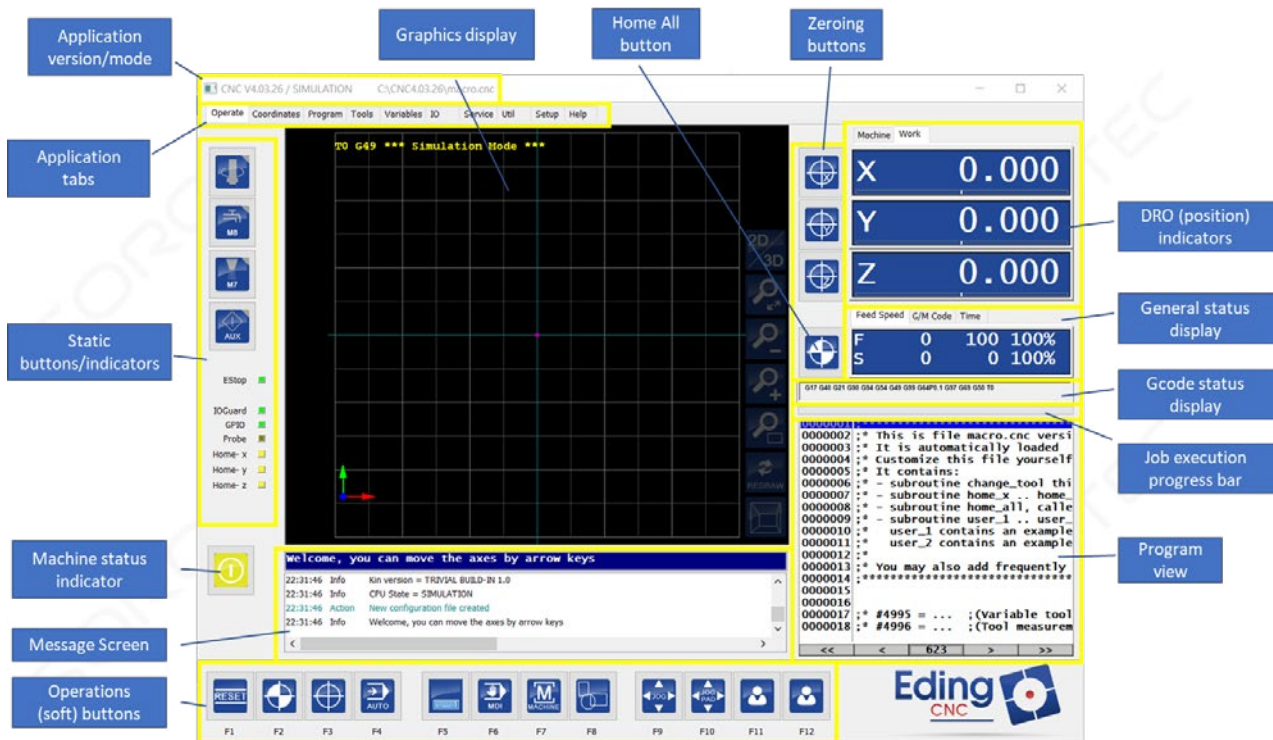 Application
version/mode
Graphics display
Home All
button
Zeroing
buttons
CNC V4.03.26 / SIMULATION C:\CNC4.03.26\macro.cnc
Operate Coordinates Program Tools Variables IO Service Util Setup Help
Application
tabs
T0 G49 *** Simulation Mode ***
Machine Work
X 0.000
Y 0.000
Z 0.000
DRO (position)
indicators
M8
M7
AUX
2D
3D
REDRAW
Static
buttons/indicators
EStop
IOGuard
GPIO
Probe
Home- x
Home- y
Home- z
Feed Speed G/M Code Time
F 0 100 100%
S 0 0 100%
General status
display
G17 G40 G21 G90 G94 G54 G49 G99 G64P0.1 G97 G69 G50 T0
Gcode status
display
Job execution
progress bar
0000001 ;*****************************
0000002 ;* This is file macro.cnc versi
0000003 ;* It is automatically loaded
0000004 ;* Customize this file yourself
0000005 ;* It contains:
0000006 ;* - subroutine change_tool thi
0000007 ;* - subroutine home_x .. home_
0000008 ;* - subroutine home_all, calle
0000009 ;* - subroutine user_1 .. user_
0000010 ;* user_1 contains an example
0000011 ;* user_2 contains an example
0000012 ;*
0000013 ;* You may also add frequently
0000014 ;*****************************
0000015
0000016
0000017 ;* #4995 = ... ;(Variable tool
0000018 ;* #4996 = ... ;(Tool measurem
<< < 623 > >>
Program
view
Machine status
indicator
Welcome, you can move the axes by arrow keys
22:31:46 Info Kin version = TRIVIAL BUILD-IN 1.0
22:31:46 Info CPU State = SIMULATION
22:31:46 Action New configuration file created
22:31:46 Info Welcome, you can move the axes by arrow keys
Message Screen
Operations
(soft) buttons
RESET
AUTO
MDI
M
MACHINE
JOG
JOG
PAD
F1 F2 F3 F4 F5 F6 F7 F8 F9 F10 F11 F12
Eding
CNC